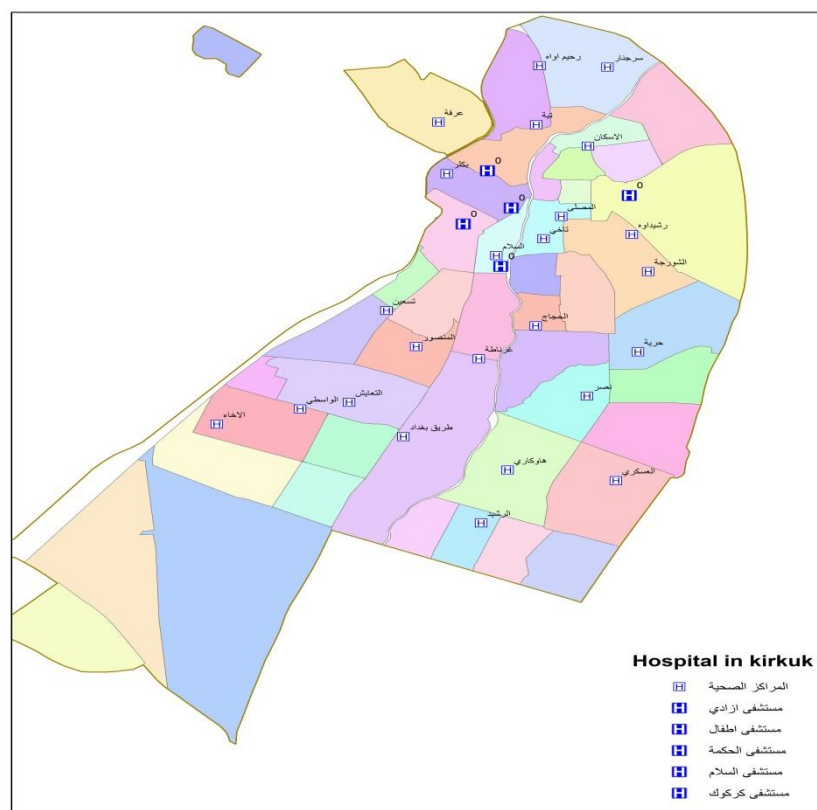 رحيم اواه
سرجنار
عرفة
تبة
الاسكان
بكلر
o
o
o
o
المصلى
رشيداوه
تاخي
السلام
o
الشورجة
تسعين
الحجاج
المنصور
حرية
غرناطة
نصر
التعايش
الواسطي
الاخاء
طريق بغداد
هاوكاري
العسكري
الرشيد
Hospital in kirkuk
المراكز الصحية
مستشفى ازادي
مستشفى اطفال
مستشفى الحكمة
مستشفى السلام
مستشفى كركوك